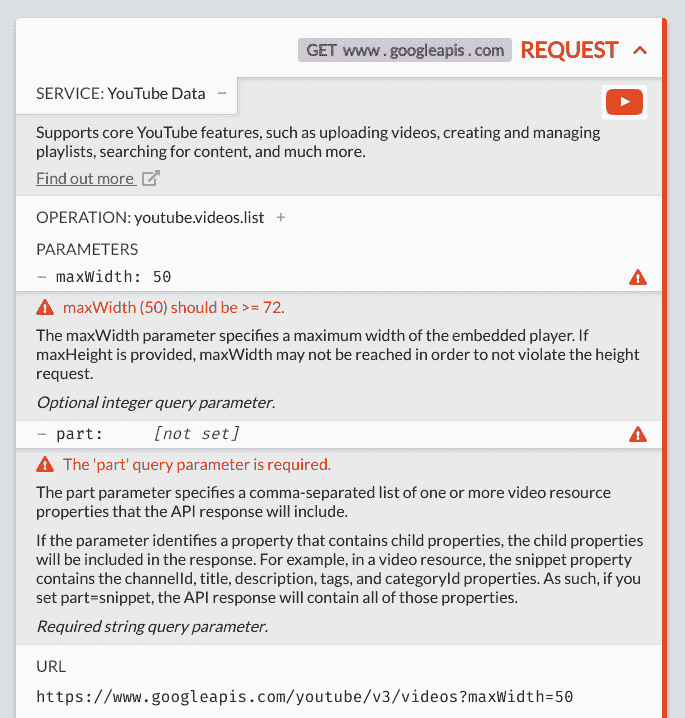 GET www.googleapis.com REQUEST
SERVICE: YouTube Data −
Supports core YouTube features, such as uploading videos, creating and managing
playlists, searching for content, and much more.
Find out more
OPERATION: youtube.videos.list +
PARAMETERS
− maxWidth: 50
maxWidth (50) should be >= 72.
The maxWidth parameter specifies a maximum width of the embedded player. If
maxHeight is provided, maxWidth may not be reached in order to not violate the height
request.
Optional integer query parameter.
− part: [not set]
The 'part' query parameter is required.
The part parameter specifies a comma-separated list of one or more video resource
properties that the API response will include.
If the parameter identifies a property that contains child properties, the child properties
will be included in the response. For example, in a video resource, the snippet property
contains the channelId, title, description, tags, and categoryId properties. As such, if you
set part=snippet, the API response will contain all of those properties.
Required string query parameter.
URL
https://www.googleapis.com/youtube/v3/videos?maxWidth=50